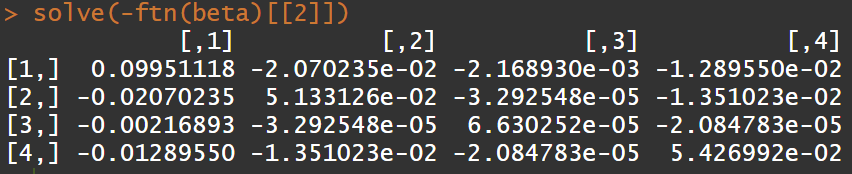 > solve(-ftn(beta)[[2]])
            [,1]          [,2]          [,3]          [,4]
[1,]  0.09951118 -2.070235e-02 -2.168930e-03 -1.289550e-02
[2,] -0.02070235  5.133126e-02 -3.292548e-05 -1.351023e-02
[3,] -0.00216893 -3.292548e-05  6.630252e-05 -2.084783e-05
[4,] -0.01289550 -1.351023e-02 -2.084783e-05  5.426992e-02